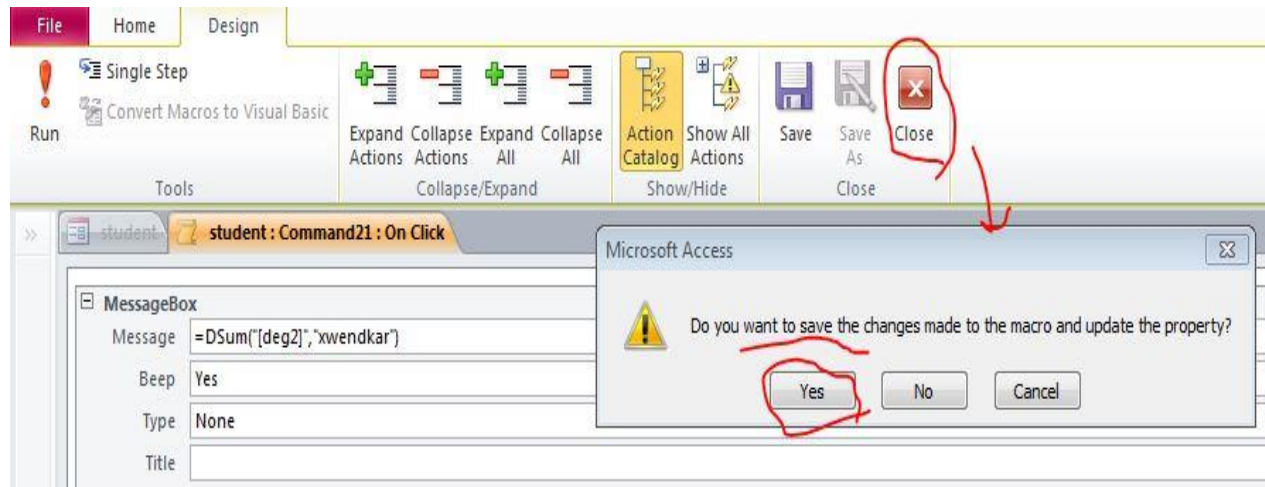 File Home Design
Run
Single Step
Convert Macros to Visual Basic
Tools
Expand Actions
Collapse Actions
Expand All
Collapse All
Collapse/Expand
Action Catalog
Show All Actions
Show/Hide
Save
Save As
Close
Close
student
student : Command21 : On Click
MessageBox
Message =DSum("[deg2]","xwendkar")
Beep Yes
Type None
Title
Microsoft Access
Do you want to save the changes made to the macro and update the property?
Yes No Cancel